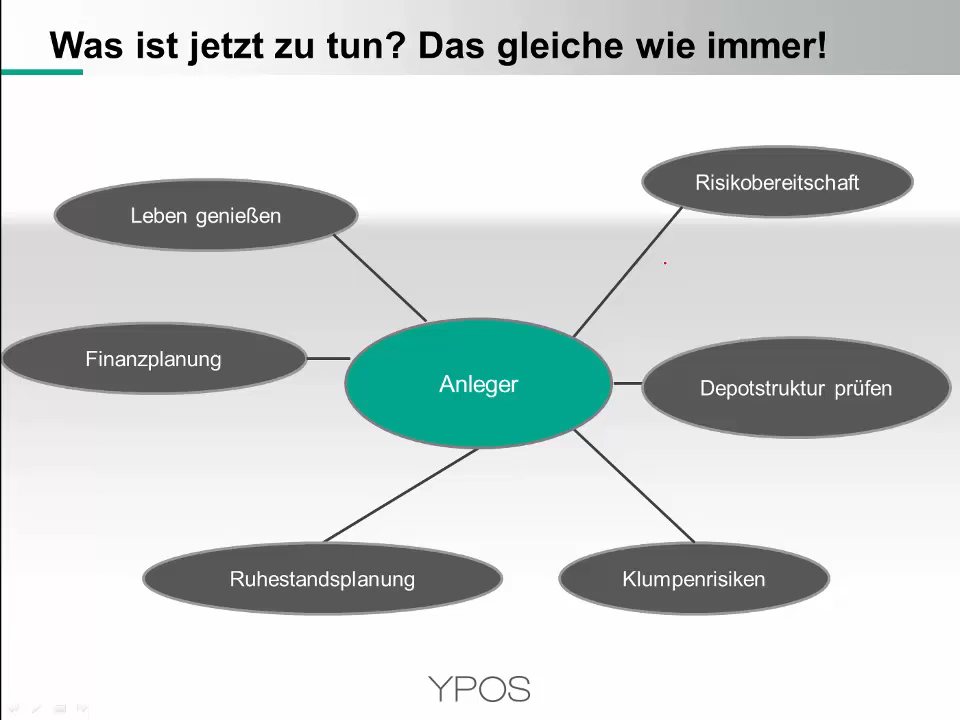 Was ist jetzt zu tun? Das gleiche wie immer!
Risikobereitschaft
Leben genießen
Finanzplanung
Anleger
Depotstruktur prüfen
Ruhestandsplanung
Klumpenrisiken
YPOS